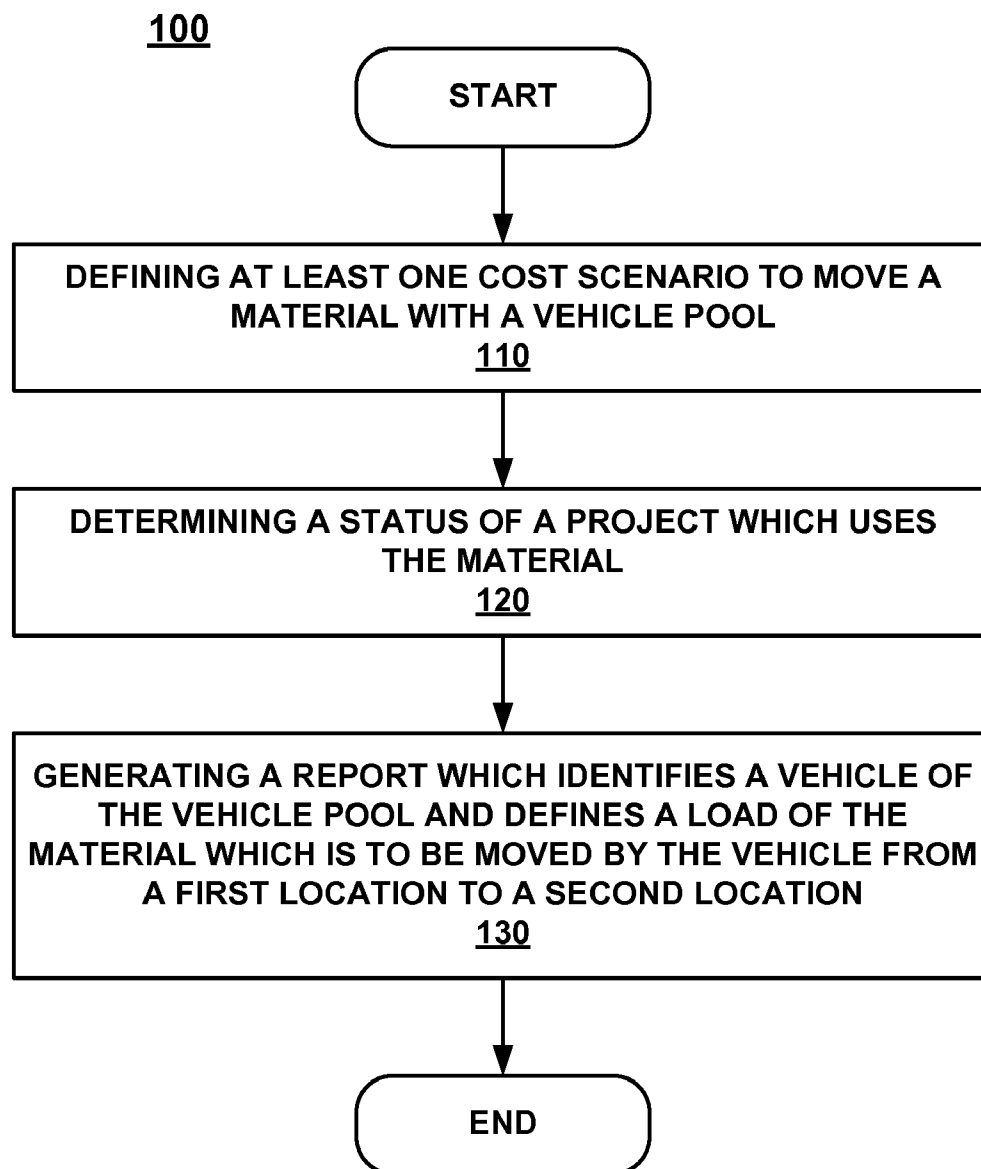 100
START
DEFINING AT LEAST ONE COST SCENARIO TO MOVE A
MATERIAL WITH A VEHICLE POOL
110
DETERMINING A STATUS OF A PROJECT WHICH USES
THE MATERIAL
120
GENERATING A REPORT WHICH IDENTIFIES A VEHICLE OF
THE VEHICLE POOL AND DEFINES A LOAD OF THE
MATERIAL WHICH IS TO BE MOVED BY THE VEHICLE FROM
A FIRST LOCATION TO A SECOND LOCATION
130
END